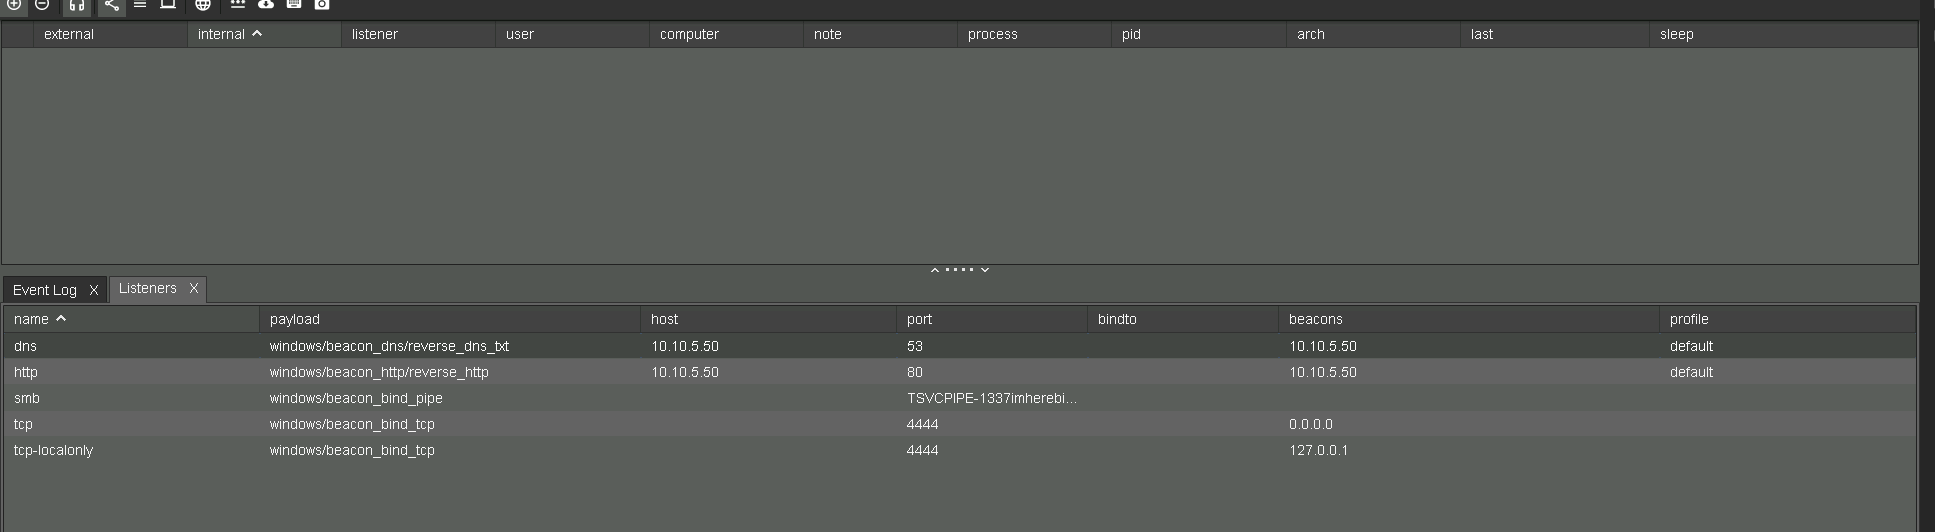 external internal listener user computer note process pid arch last sleep
Event Log X Listeners X
name payload host port bindto beacons profile
dns windows/beacon_dns/reverse_dns_txt 10.10.5.50 53 10.10.5.50 default
http windows/beacon_http/reverse_http 10.10.5.50 80 10.10.5.50 default
smb windows/beacon_bind_pipe TSVCPIPE-1337imherebi...
tcp windows/beacon_bind_tcp 4444 0.0.0.0
tcp-localonly windows/beacon_bind_tcp 4444 127.0.0.1